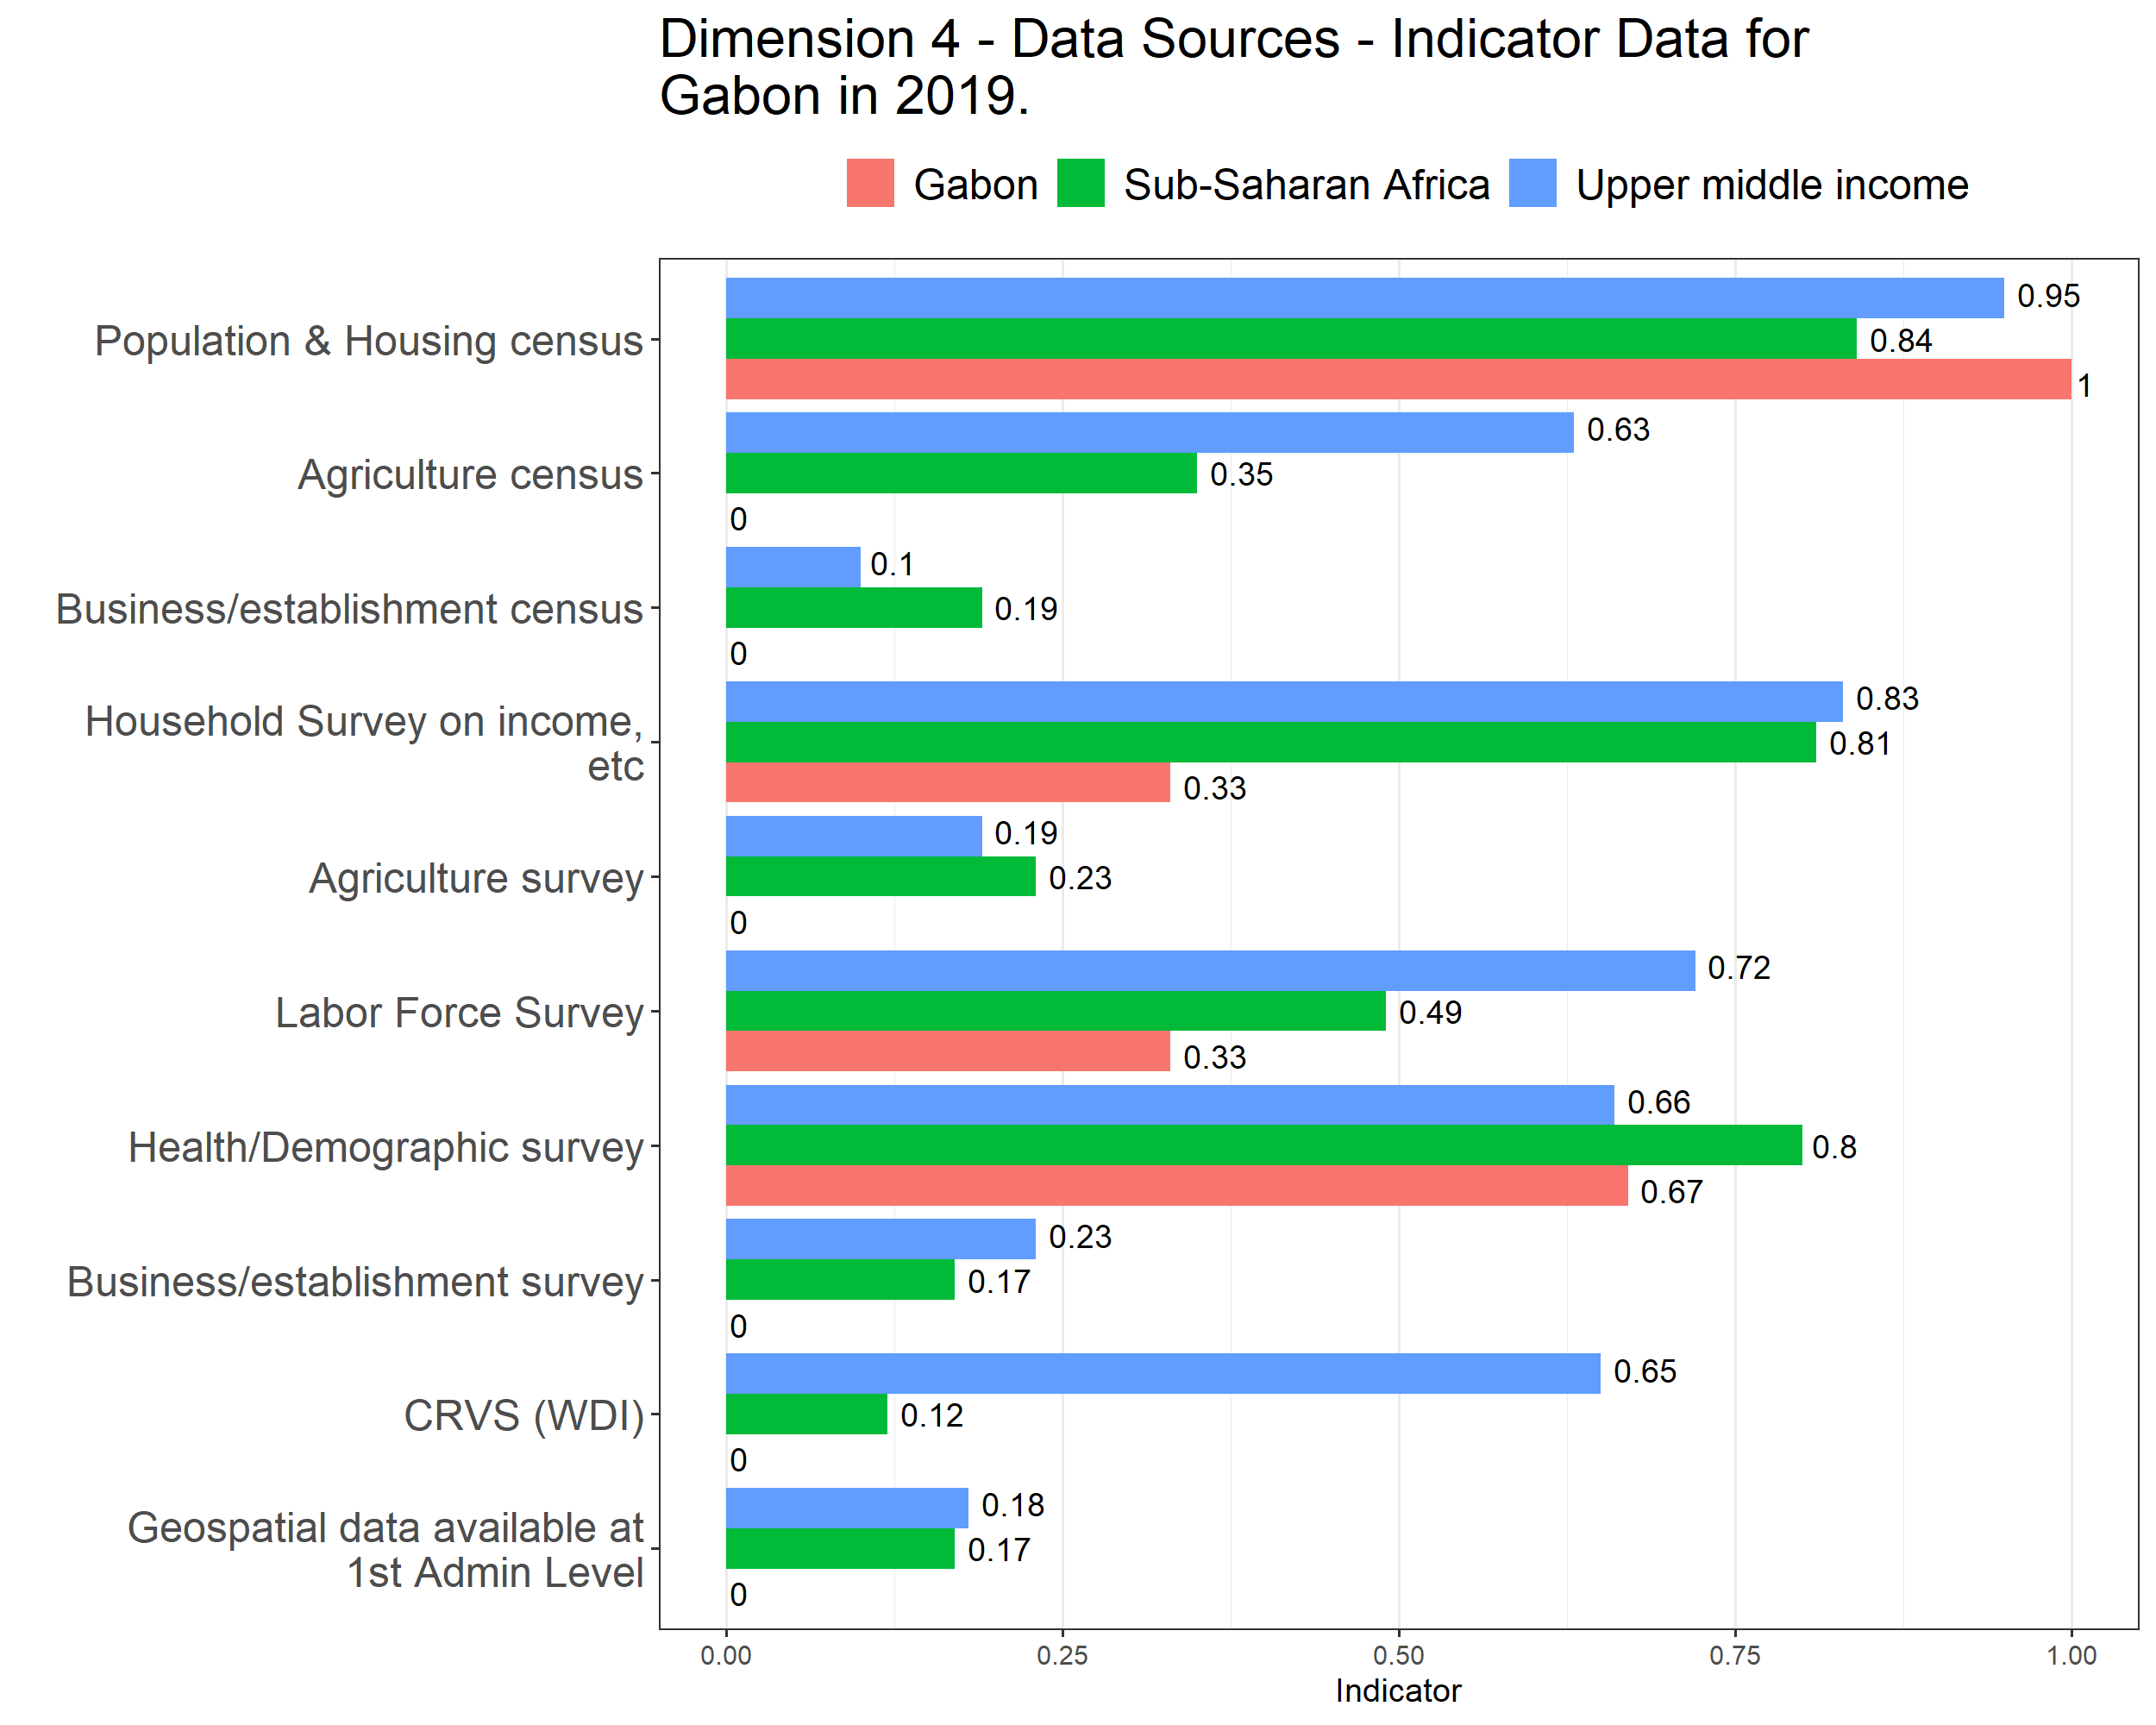 Dimension 4 - Data Sources - Indicator Data for
Gabon in 2019.
Gabon Sub-Saharan Africa Upper middle income
Population & Housing census
0.95
0.84
1
Agriculture census
0.63
0.35
0
Business/establishment census
0.1
0.19
0
Household Survey on income,
etc
0.83
0.81
0.33
Agriculture survey
0.19
0.23
0
Labor Force Survey
0.72
0.49
0.33
Health/Demographic survey
0.66
0.8
0.67
Business/establishment survey
0.23
0.17
0
CRVS (WDI)
0.65
0.12
0
Geospatial data available at
1st Admin Level
0.18
0.17
0
0.00 0.25 0.50 0.75 1.00
Indicator